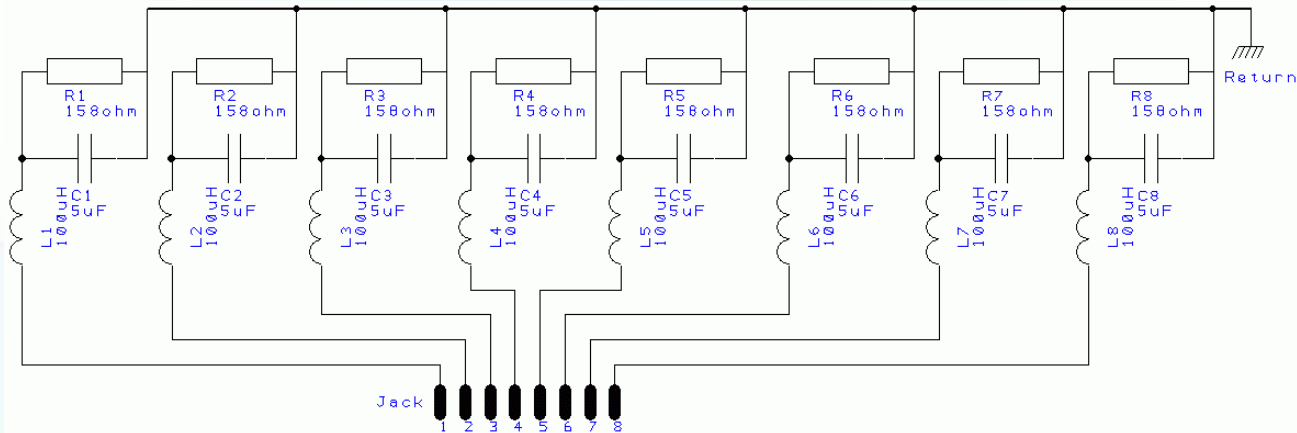 Return
R1
158ohm
R2
158ohm
R3
158ohm
R4
158ohm
R5
158ohm
R6
158ohm
R7
158ohm
R8
158ohm
C1
5uF
C2
5uF
C3
5uF
C4
5uF
C5
5uF
C6
5uF
C7
5uF
C8
5uF
L1
100uH
L2
100uH
L3
100uH
L4
100uH
L5
100uH
L6
100uH
L7
100uH
L8
100uH
Jack
1 2 3 4 5 6 7 8